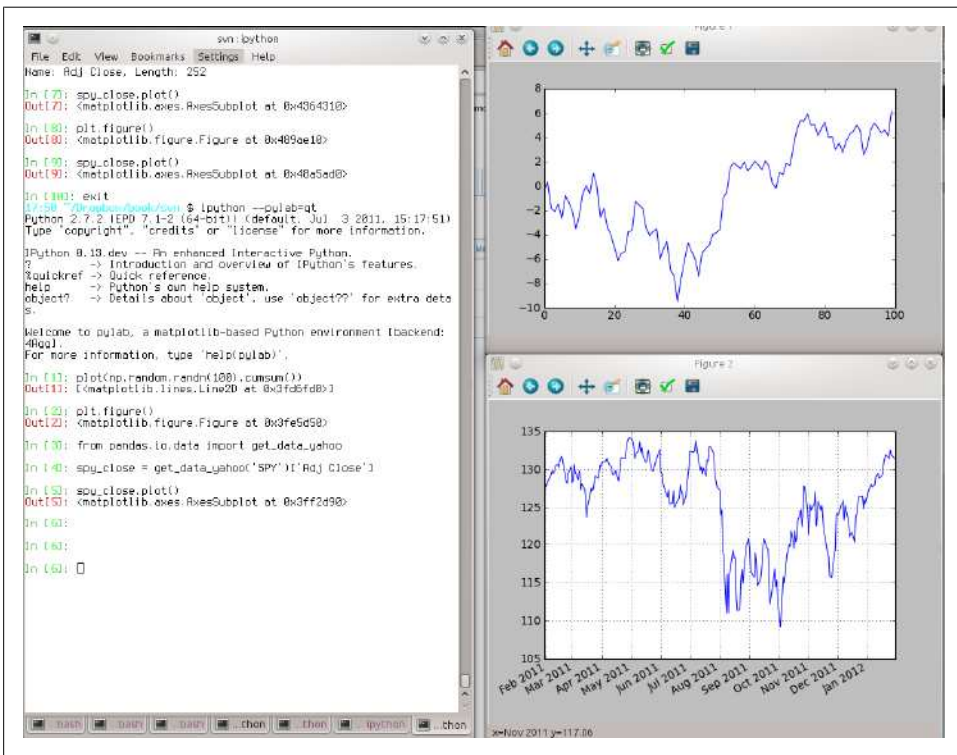 svn : ipython
File Edit View Bookmarks Settings Help
Name: Adj Close, Length: 252
In [7]: spy_close.plot()
Out[7]: <matplotlib.axes.AxesSubplot at 0x4364310>
In [8]: plt.figure()
Out[8]: <matplotlib.figure.Figure at 0x489ae10>
In [9]: spy_close.plot()
Out[9]: <matplotlib.axes.AxesSubplot at 0x48a5ad0>
In [10]: exit
17:50 ~/Dropbox/book/svn $ ipython --pylab=qt
Python 2.7.2 |EPD 7.1-2 (64-bit)| (default, Jul 3 2011, 15:17:51)
Type "copyright", "credits" or "license" for more information.
IPython 0.13.dev -- An enhanced Interactive Python.
? -> Introduction and overview of IPython's features.
%quickref -> Quick reference.
help -> Python's own help system.
object? -> Details about 'object', use 'object??' for extra deta
s.
Welcome to pylab, a matplotlib-based Python environment [backend:
4Agg].
For more information, type 'help(pylab)'.
In [1]: plot(np.random.randn(100).cumsum())
Out[1]: [<matplotlib.lines.Line2D at 0x3fd6fd0>]
In [2]: plt.figure()
Out[2]: <matplotlib.figure.Figure at 0x3fe5d50>
In [3]: from pandas.io.data import get_data_yahoo
In [4]: spy_close = get_data_yahoo('SPY')['Adj Close']
In [5]: spy_close.plot()
Out[5]: <matplotlib.axes.AxesSubplot at 0x3ff2d90>
In [6]:
In [6]:
In [6]:
...bash ...bash ...bash ...thon ...thon ...ipython ...thon
Figure 1
8
6
4
2
0
−2
−4
−6
−8
−10
0 20 40 60 80 100
Figure 2
135
130
125
120
115
110
105
Feb 2011 Mar 2011 Apr 2011 May 2011 Jun 2011 Jul 2011 Aug 2011 Sep 2011 Oct 2011 Nov 2011 Dec 2011 Jan 2012
x=Nov 2011 y=117.06